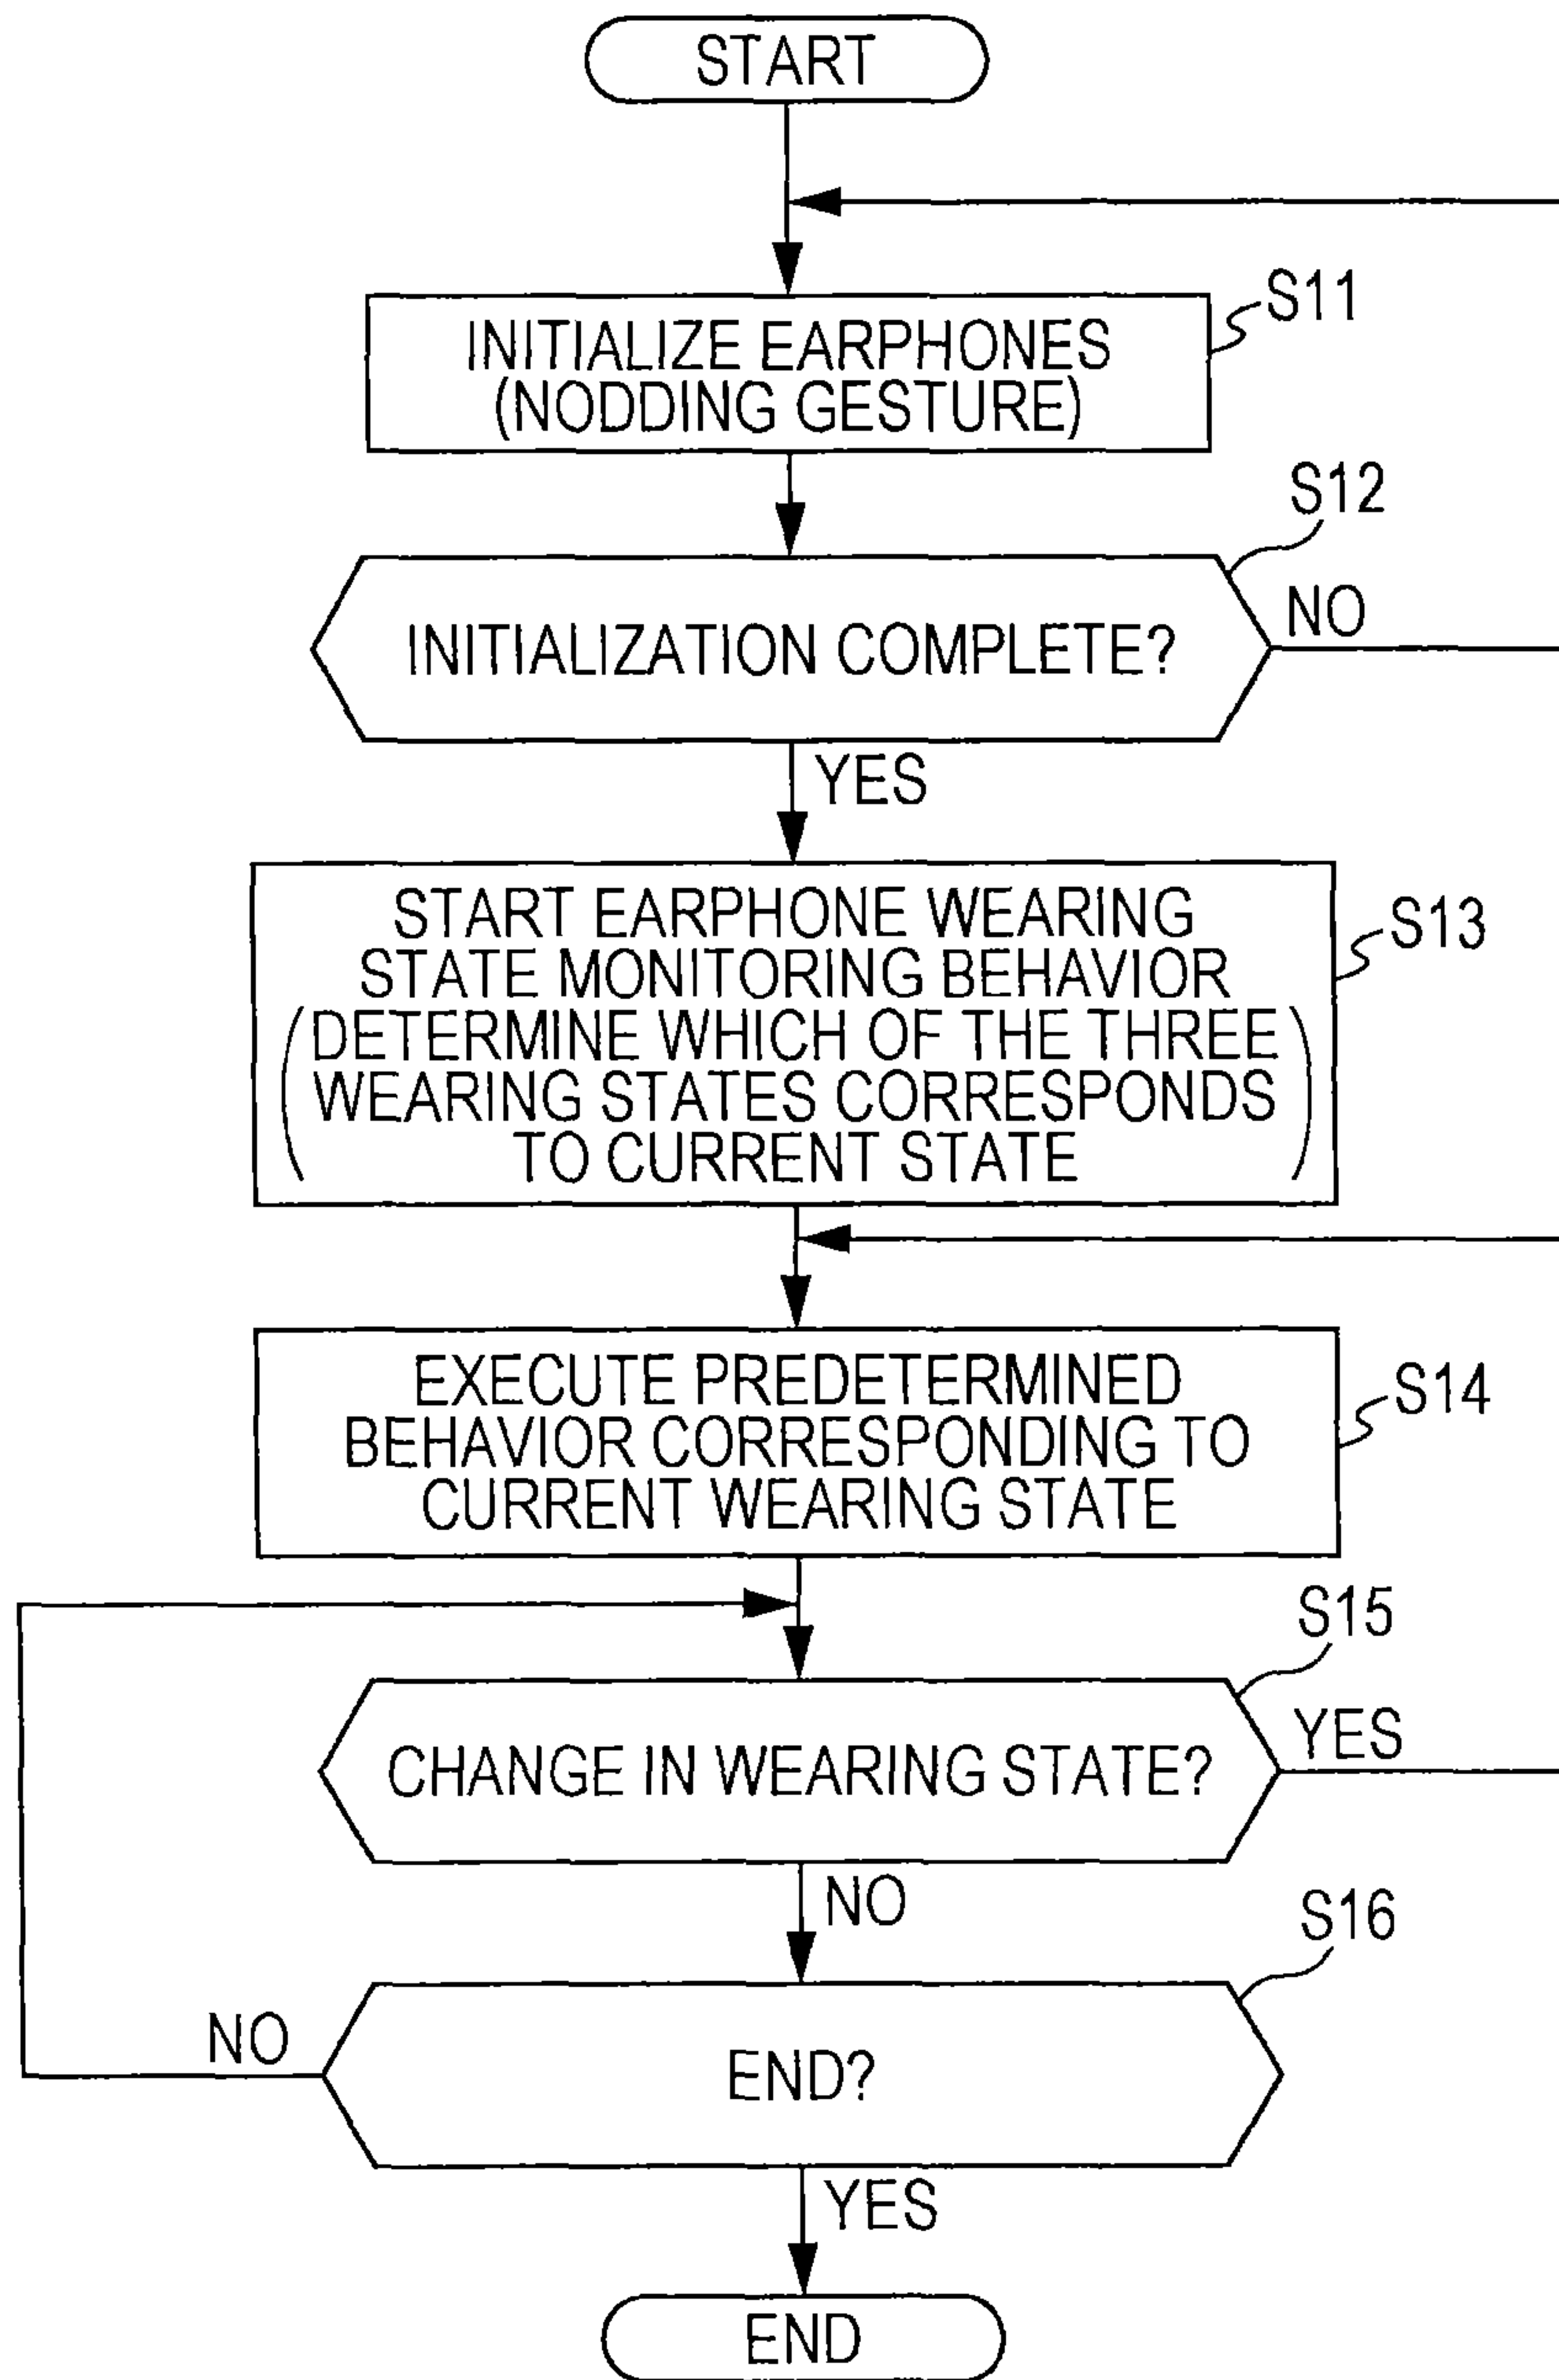 START
INITIALIZE EARPHONES
(NODDING GESTURE)
S11
S12
INITIALIZATION COMPLETE?
NO
YES
START EARPHONE WEARING
STATE MONITORING BEHAVIOR
(DETERMINE WHICH OF THE THREE
WEARING STATES CORRESPONDS
TO CURRENT STATE)
S13
EXECUTE PREDETERMINED
BEHAVIOR CORRESPONDING TO
CURRENT WEARING STATE
S14
S15
CHANGE IN WEARING STATE?
YES
NO
S16
END?
NO
YES
END